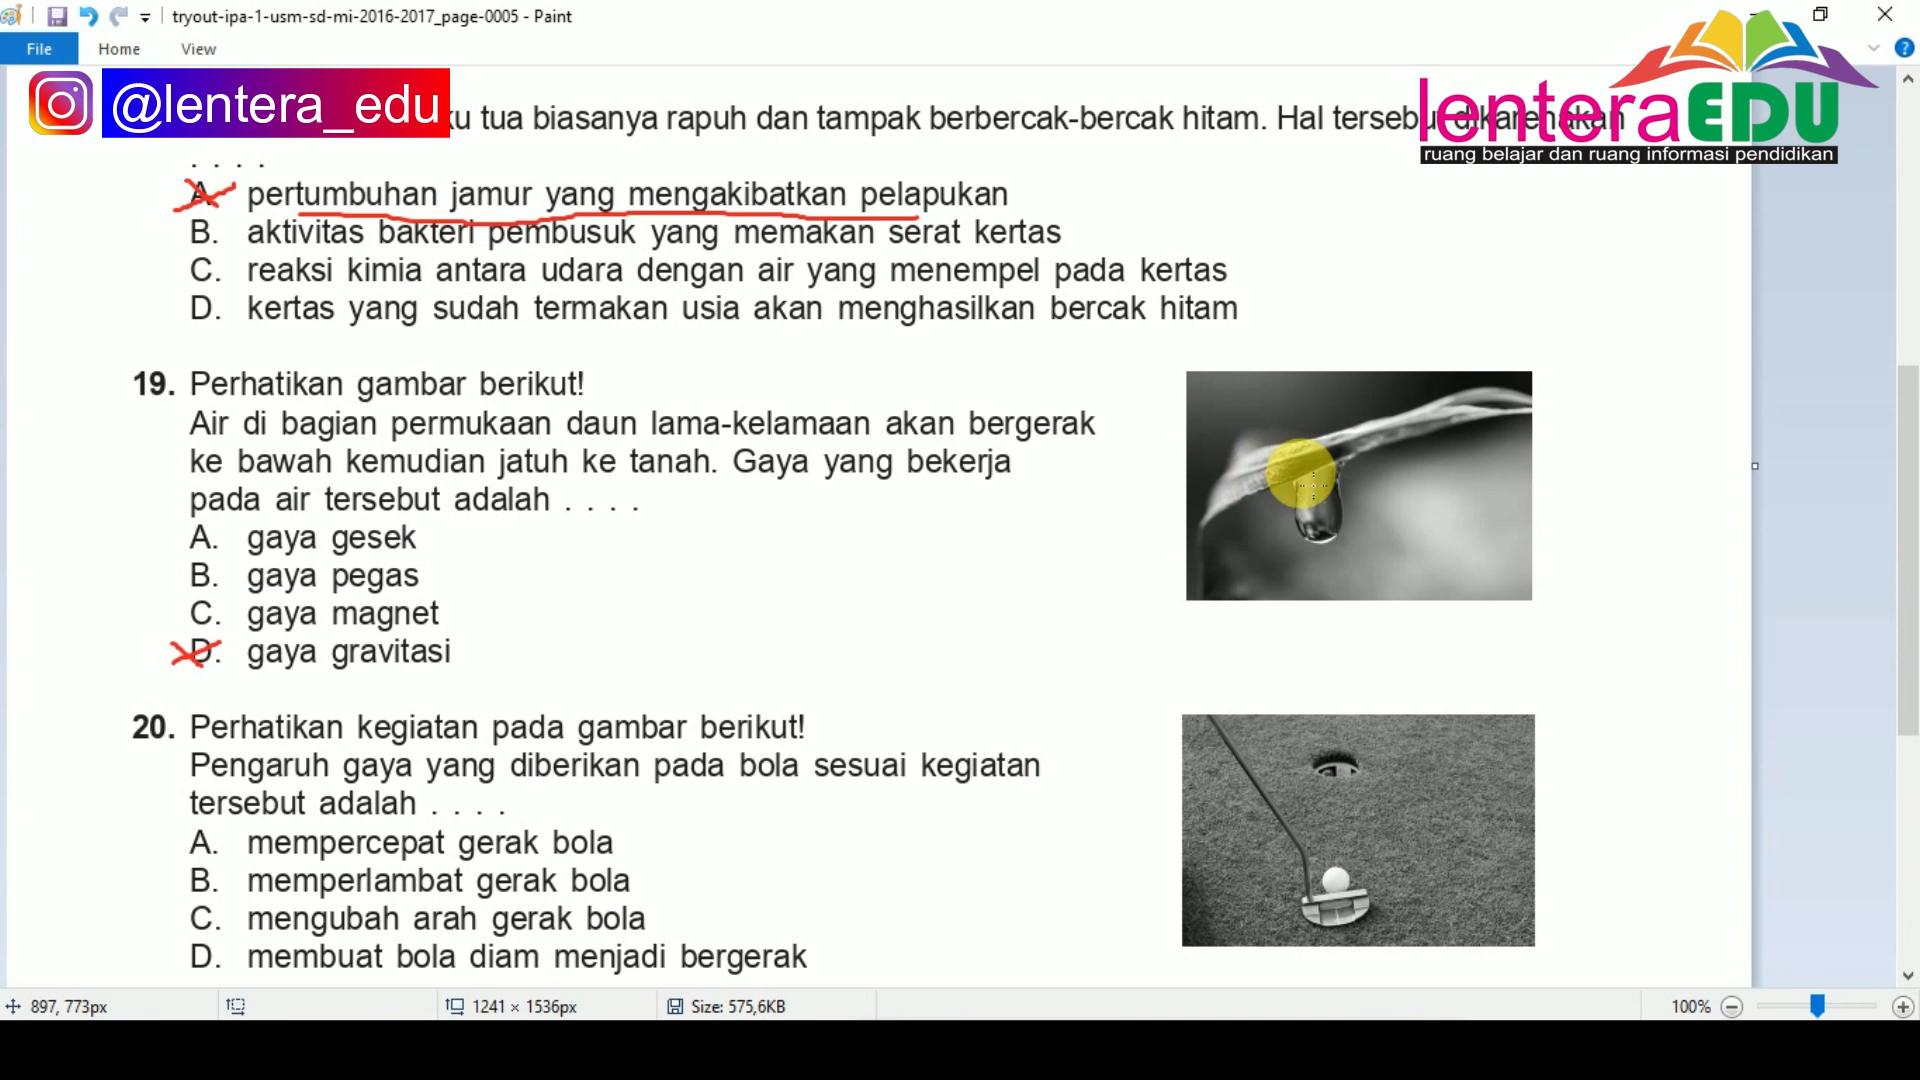 tryout-ipa-1-usm-sd-mi-2016-2017_page-0005 - Paint
File Home View
@lentera_edu
ku tua biasanya rapuh dan tampak berbercak-bercak hitam. Hal tersebut dikarenakan
. . . .
lenteraEDU
ruang belajar dan ruang informasi pendidikan
A. pertumbuhan jamur yang mengakibatkan pelapukan
B. aktivitas bakteri pembusuk yang memakan serat kertas
C. reaksi kimia antara udara dengan air yang menempel pada kertas
D. kertas yang sudah termakan usia akan menghasilkan bercak hitam
19. Perhatikan gambar berikut!
Air di bagian permukaan daun lama-kelamaan akan bergerak
ke bawah kemudian jatuh ke tanah. Gaya yang bekerja
pada air tersebut adalah . . . .
A. gaya gesek
B. gaya pegas
C. gaya magnet
D. gaya gravitasi
20. Perhatikan kegiatan pada gambar berikut!
Pengaruh gaya yang diberikan pada bola sesuai kegiatan
tersebut adalah . . . .
A. mempercepat gerak bola
B. memperlambat gerak bola
C. mengubah arah gerak bola
D. membuat bola diam menjadi bergerak
897, 773px 1241 × 1536px Size: 575,6KB 100%